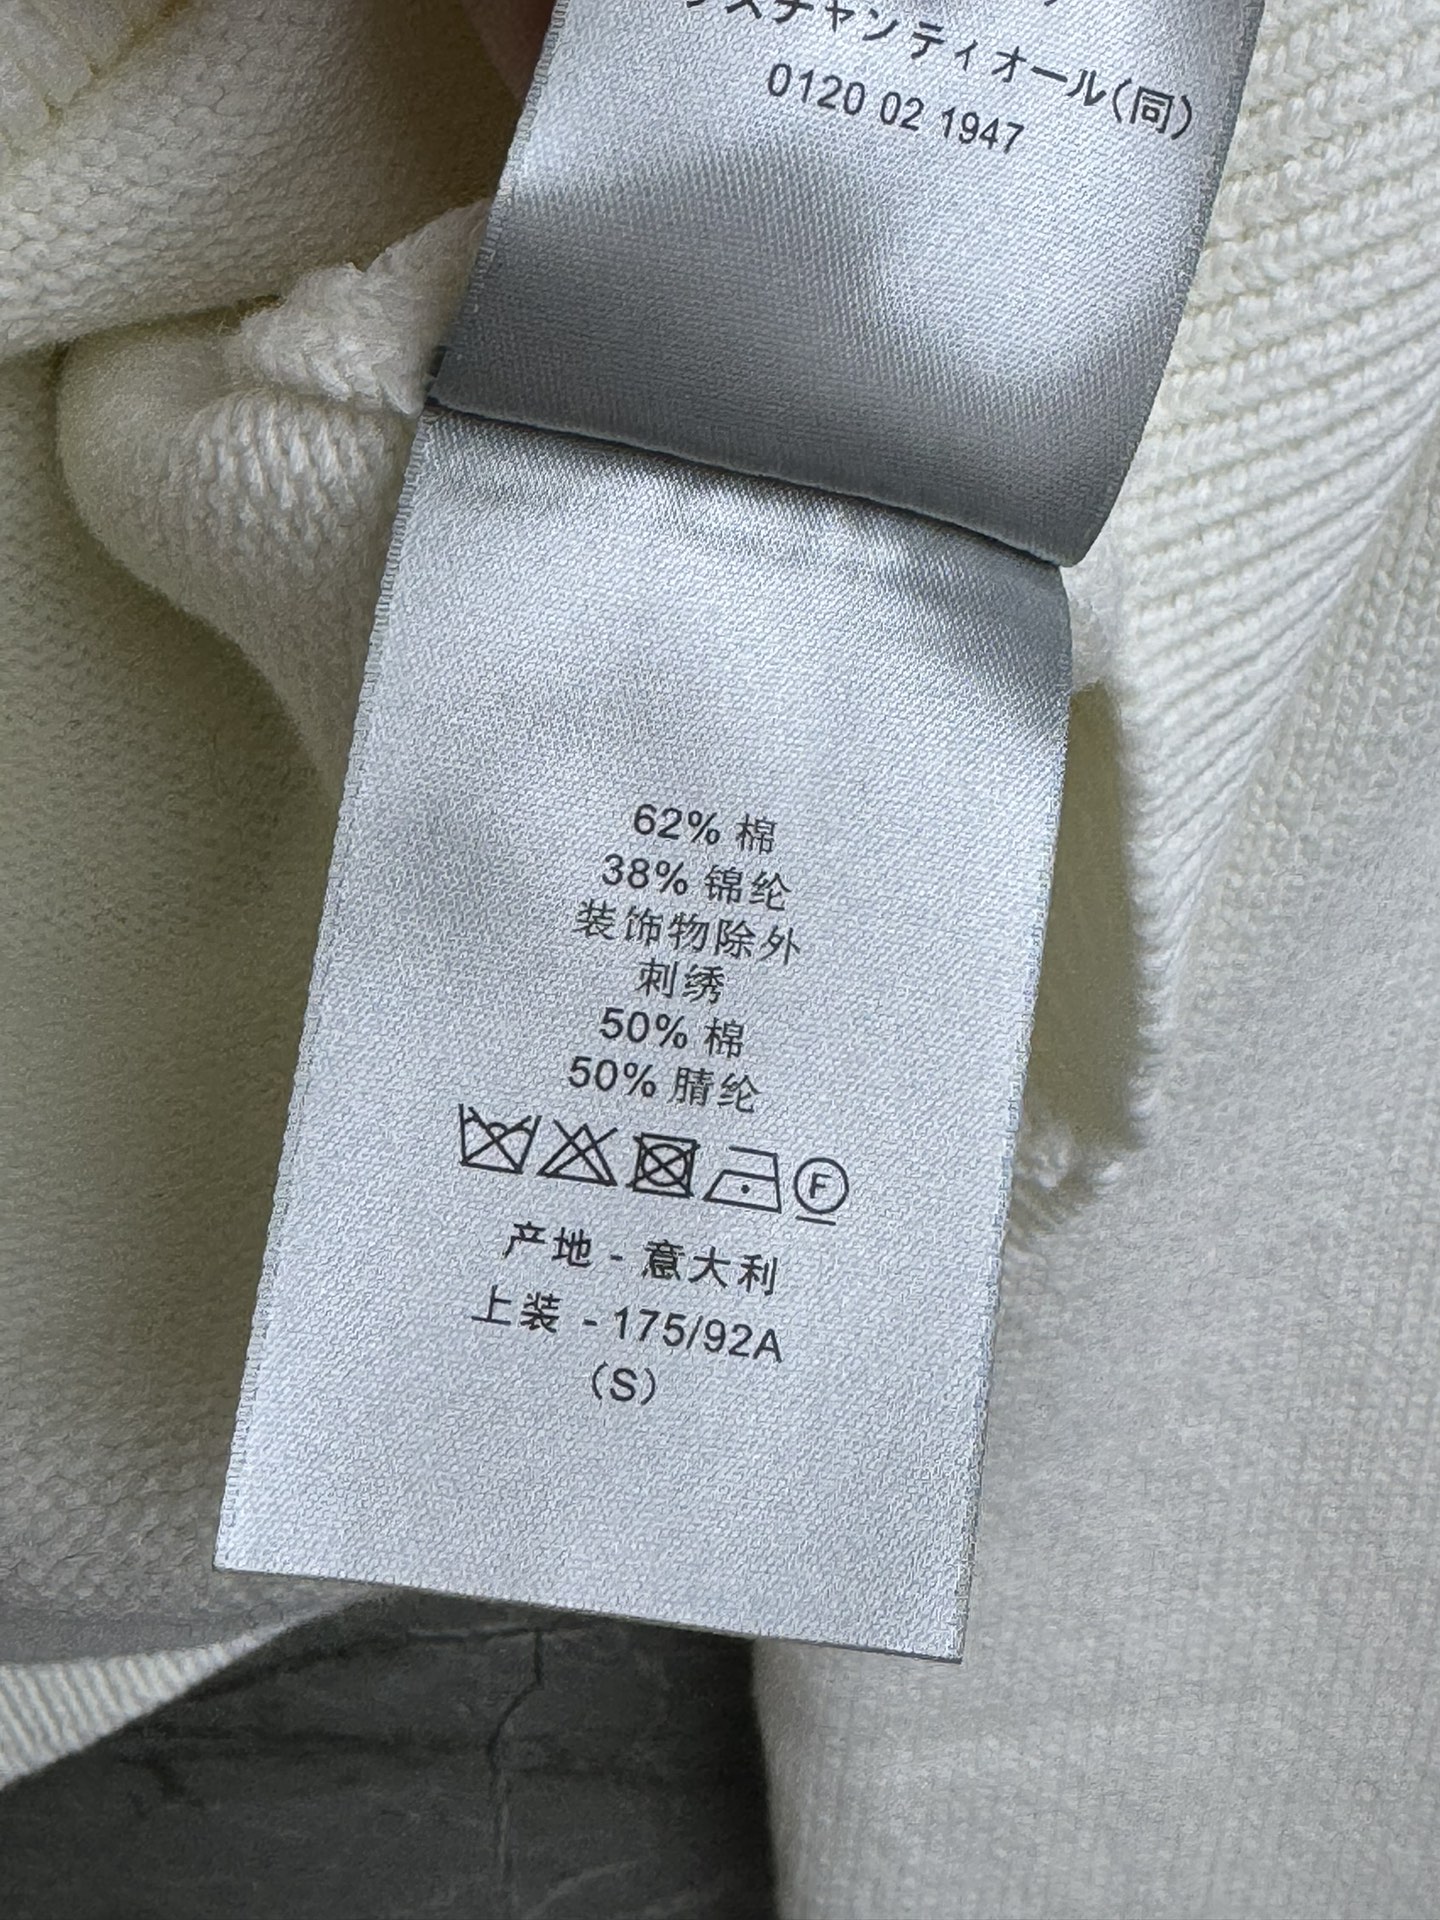 スチャンディオール(同)
0120 02 1947
62% 棉
38% 锦纶
装饰物除外
刺绣
50% 棉
50% 腈纶
F
产地 - 意大利
上装 - 175/92A
(S)